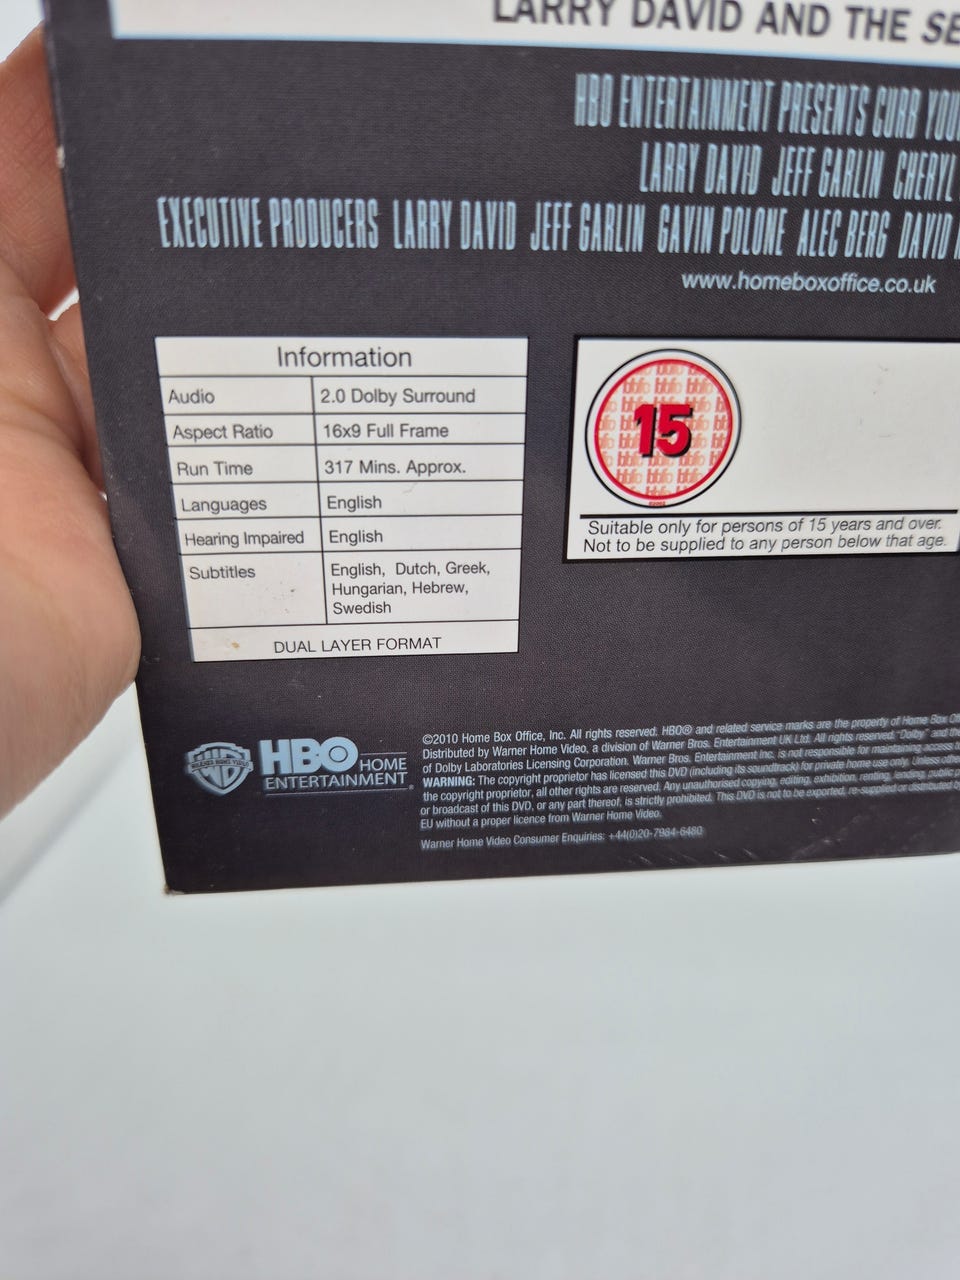 LARRY DAVID AND THE SE
HBO ENTERTAINMENT PRESENTS CURB YOU
LARRY DAVID JEFF GARLIN CHERYL
EXECUTIVE PRODUCERS LARRY DAVID JEFF GARLIN GAVIN POLONE ALEC BERG DAVID
www.homeboxoffice.co.uk
Information
Audio 2.0 Dolby Surround
Aspect Ratio 16x9 Full Frame
Run Time 317 Mins. Approx.
Languages English
Hearing Impaired English
Subtitles English, Dutch, Greek,
Hungarian, Hebrew,
Swedish
DUAL LAYER FORMAT
15
Suitable only for persons of 15 years and over.
Not to be supplied to any person below that age.
WARNER HOME VIDEO
HBO HOME
ENTERTAINMENT
©2010 Home Box Office, Inc. All rights reserved. HBO® and related service marks are the property of Home Box Of
Distributed by Warner Home Video, a division of Warner Bros. Entertainment UK Ltd. All rights reserved. "Dolby" and th
of Dolby Laboratories Licensing Corporation. Warner Bros. Entertainment Inc. is not responsible for maintaining access t
WARNING: The copyright proprietor has licensed this DVD (including its soundtrack) for private home use only. Unless oth
the copyright proprietor, all other rights are reserved. Any unauthorised copying, editing, exhibition, renting, lending, public p
or broadcast of this DVD, or any part thereof, is strictly prohibited. This DVD is not to be exported, re-supplied or distributed b
EU without a proper licence from Warner Home Video.
Warner Home Video Consumer Enquiries: +44(0)20-7984-6480